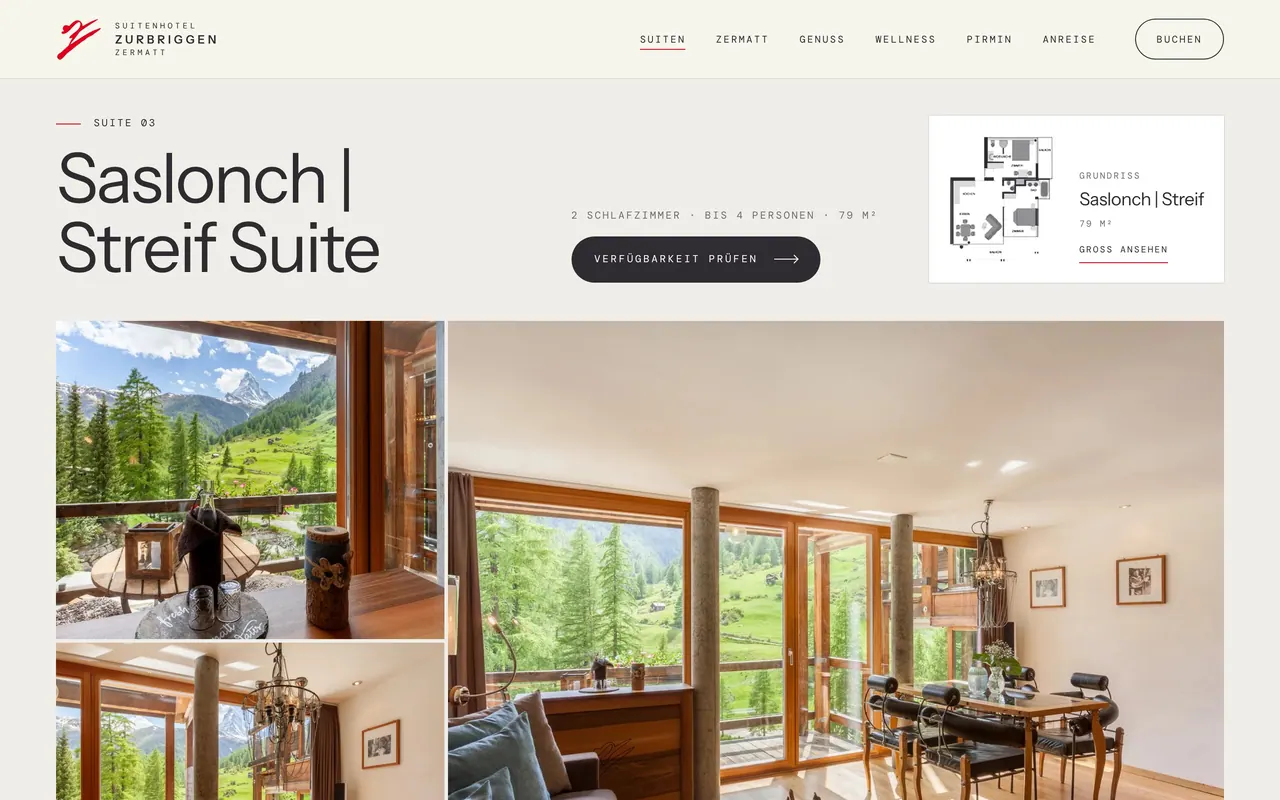 SUITENHOTEL
ZURBRIGGEN
ZERMATT
SUITEN
ZERMATT
GENUSS
WELLNESS
PIRMIN
ANREISE
BUCHEN
SUITE 03
Saslonch |
Streif Suite
2 SCHLAFZIMMER · BIS 4 PERSONEN · 79 M²
VERFÜGBARKEIT PRÜFEN
GRUNDRISS
Saslonch | Streif
79 M²
GROSS ANSEHEN